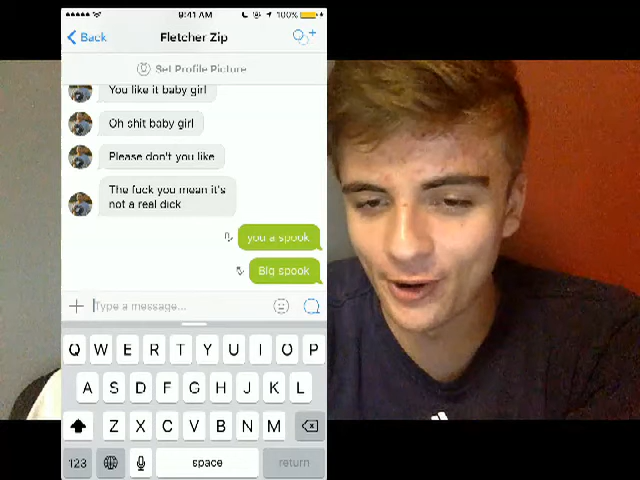 9:41 AM 100%
Back Fletcher Zip
Set Profile Picture
You like it baby girl
Oh shit baby girl
Please don't you like
The fuck you mean it's
not a real dick
you a spook
Big spook
Type a message...
Q W E R T Y U I O P
A S D F G H J K L
Z X C V B N M
123 space return